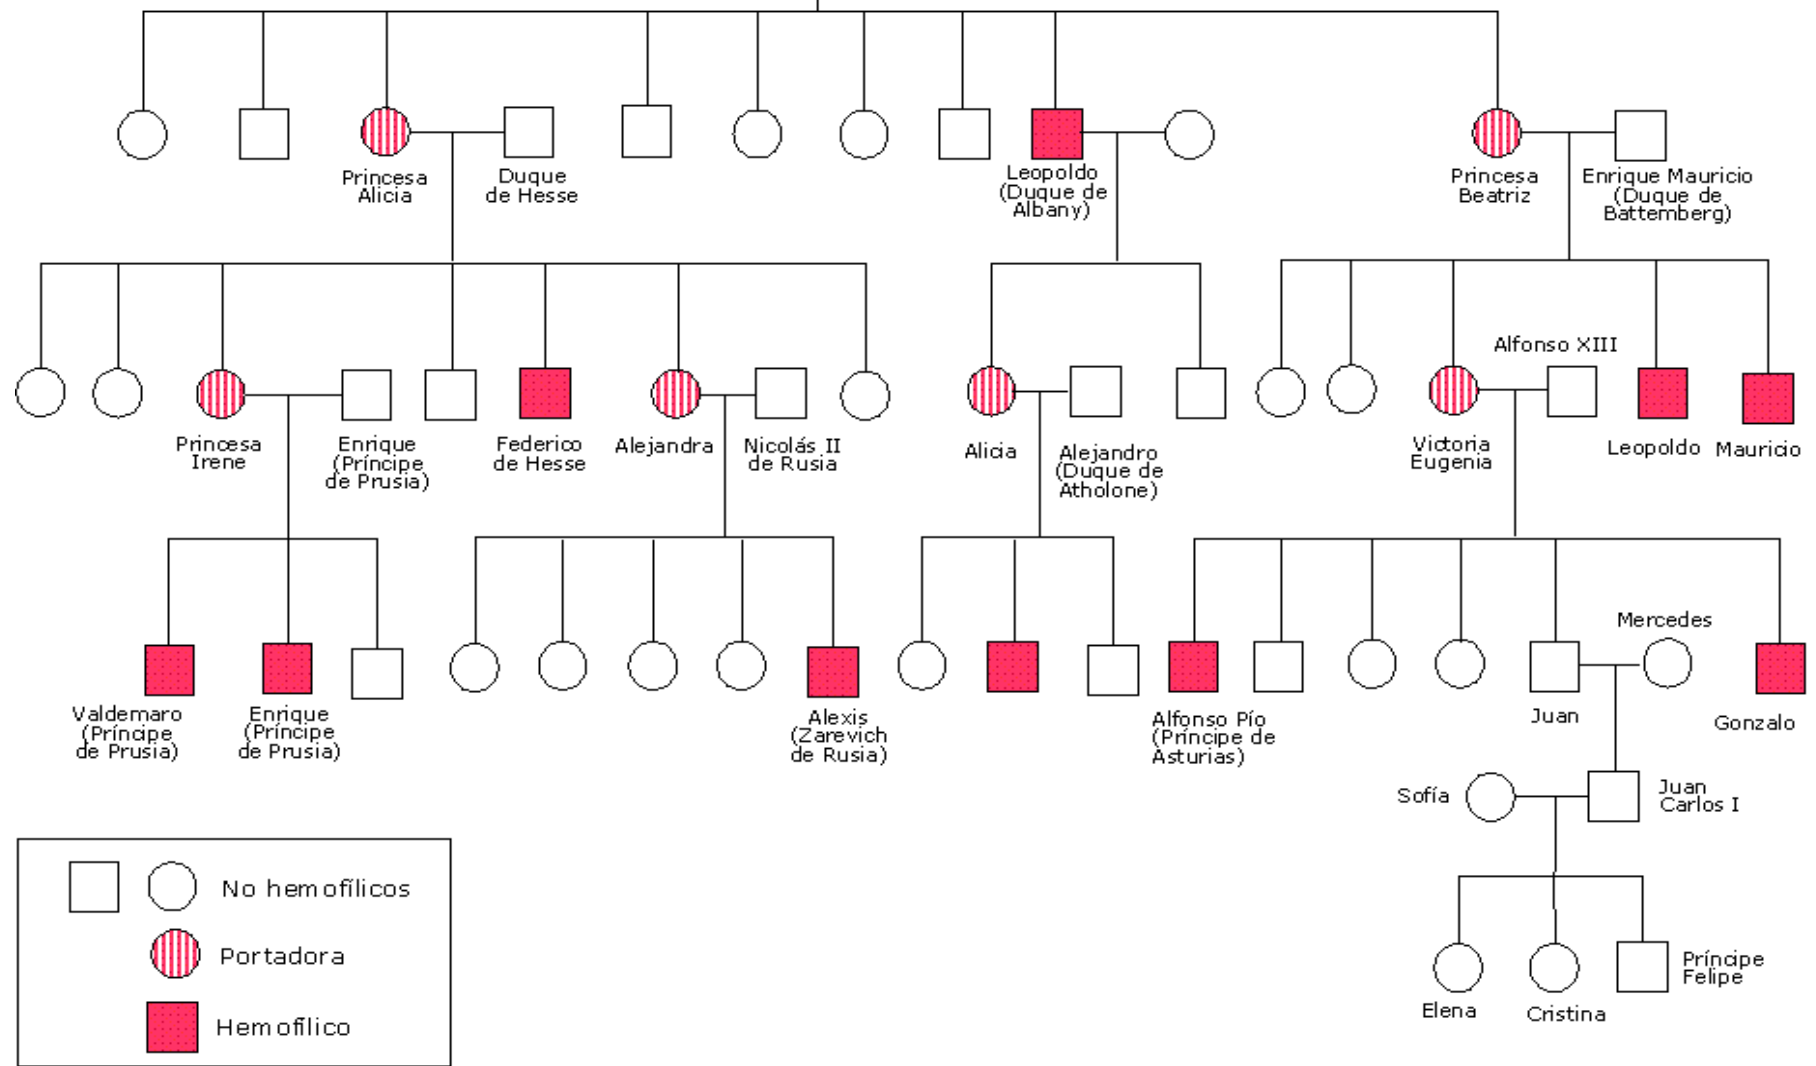 Princesa
Alicia
Duque
de Hesse
Leopoldo
(Duque de
Albany)
Princesa
Beatriz
Enrique Mauricio
(Duque de
Battemberg)
Alfonso XIII
Princesa
Irene
Enrique
(Príncipe
de Prusia)
Federico
de Hesse
Alejandra
Nicolás II
de Rusia
Alicia
Alejandro
(Duque de
Atholone)
Victoria
Eugenia
Leopoldo
Mauricio
Mercedes
Valdemaro
(Príncipe
de Prusia)
Enrique
(Príncipe
de Prusia)
Alexis
(Zarevich
de Rusia)
Alfonso Pío
(Príncipe de
Asturias)
Juan
Gonzalo
Sofía
Juan
Carlos I
No hemofílicos
Portadora
Hemofílico
Príncipe
Felipe
Elena
Cristina